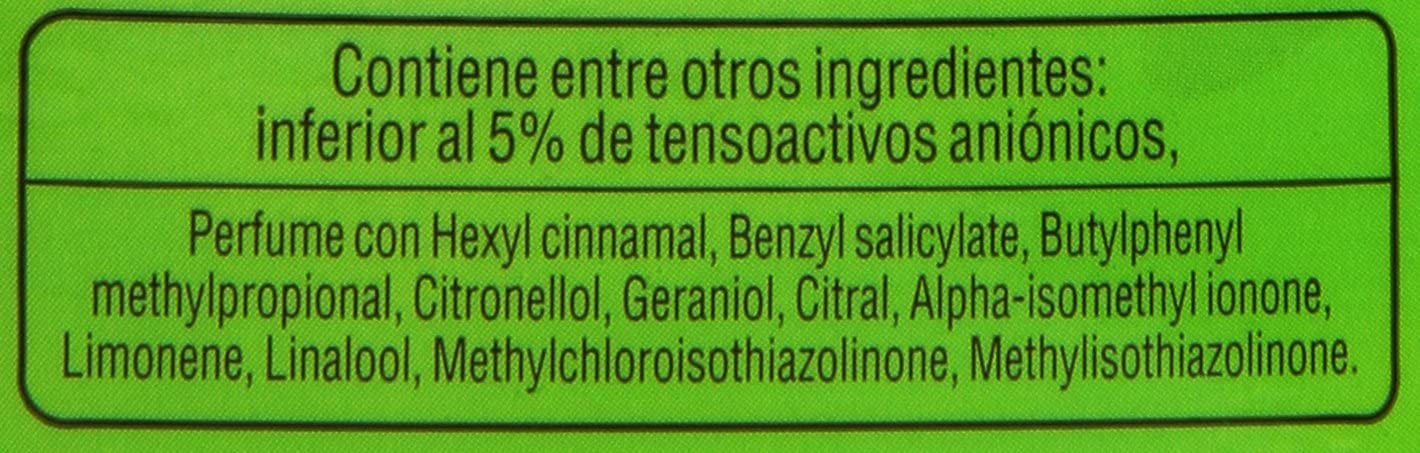 Contiene entre otros ingredientes:
inferior al 5% de tensoactivos aniónicos,
Perfume con Hexyl cinnamal, Benzyl salicylate, Butylphenyl
methylpropional, Citronellol, Geraniol, Citral, Alpha-isomethyl ionone,
Limonene, Linalool, Methylchloroisothiazolinone, Methylisothiazolinone.